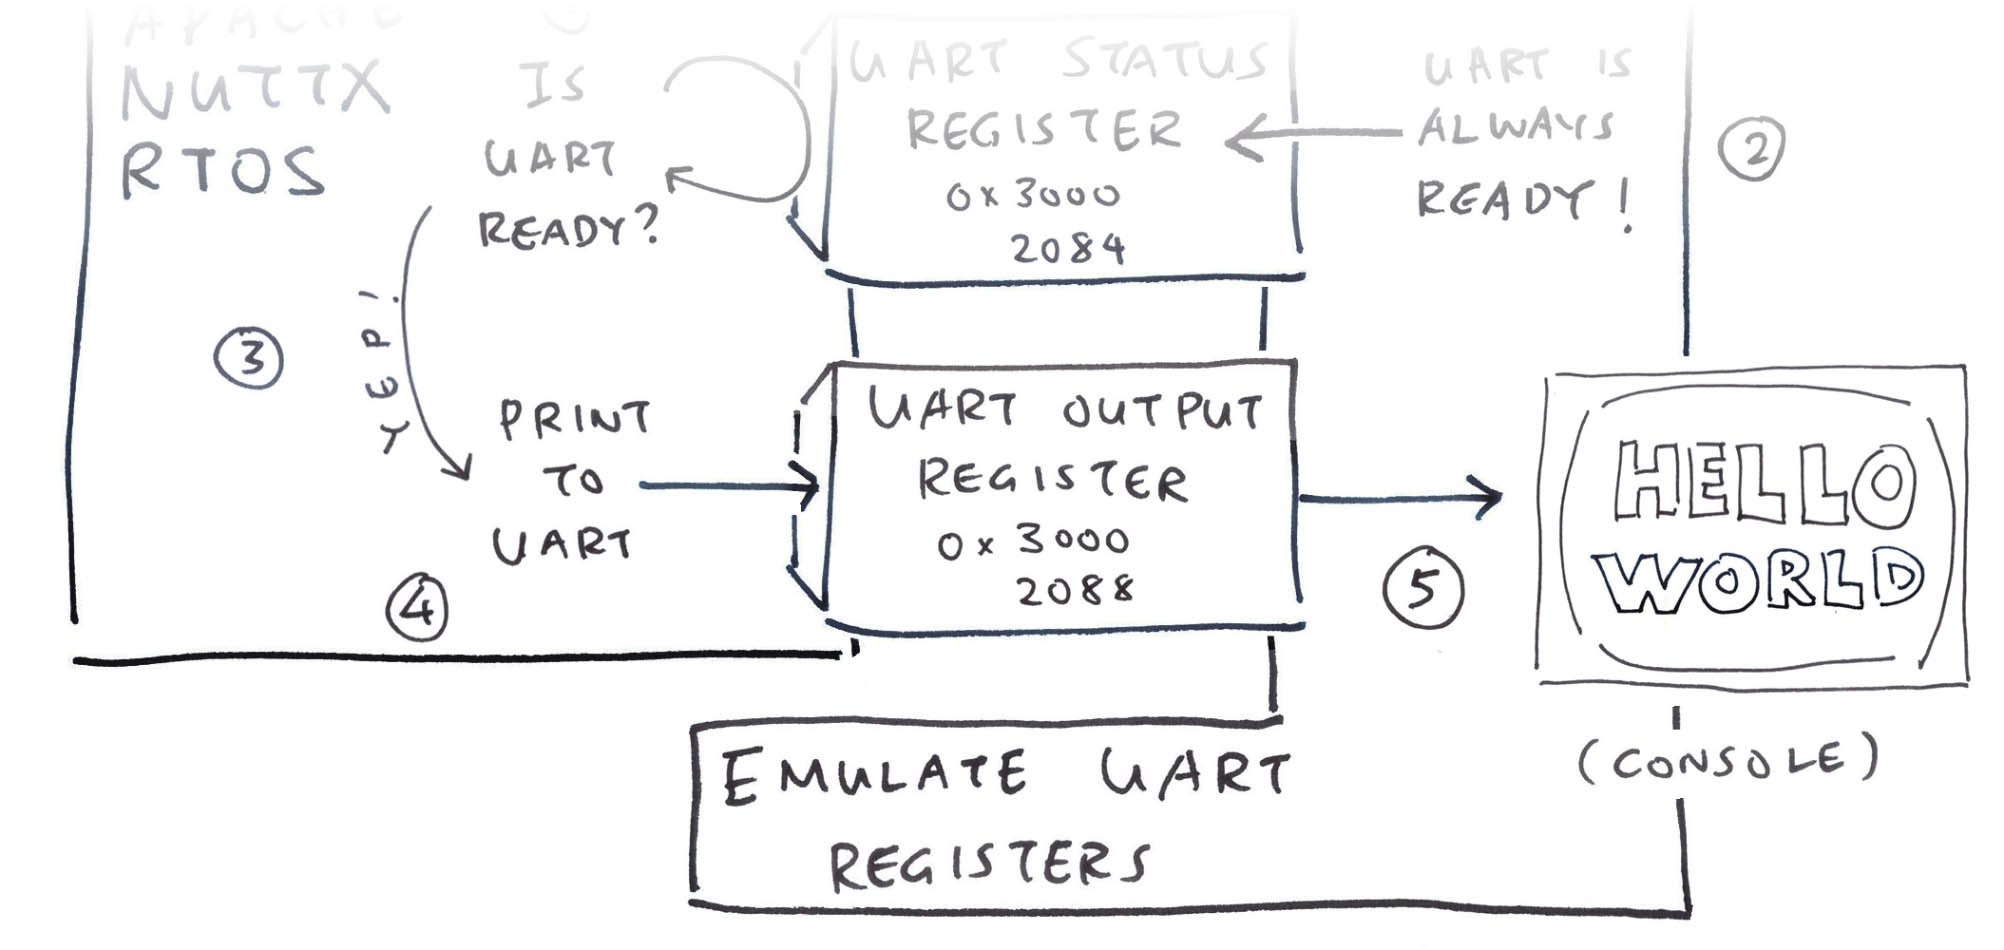 APACHE
NUTTX
RTOS
IS
UART
READY?
UART STATUS
REGISTER
0x3000
2084
UART IS
ALWAYS
READY!
2
3
YEP!
PRINT
TO
UART
4
UART OUTPUT
REGISTER
0x3000
2088
5
HELLO
WORLD
(CONSOLE)
EMULATE UART
REGISTERS